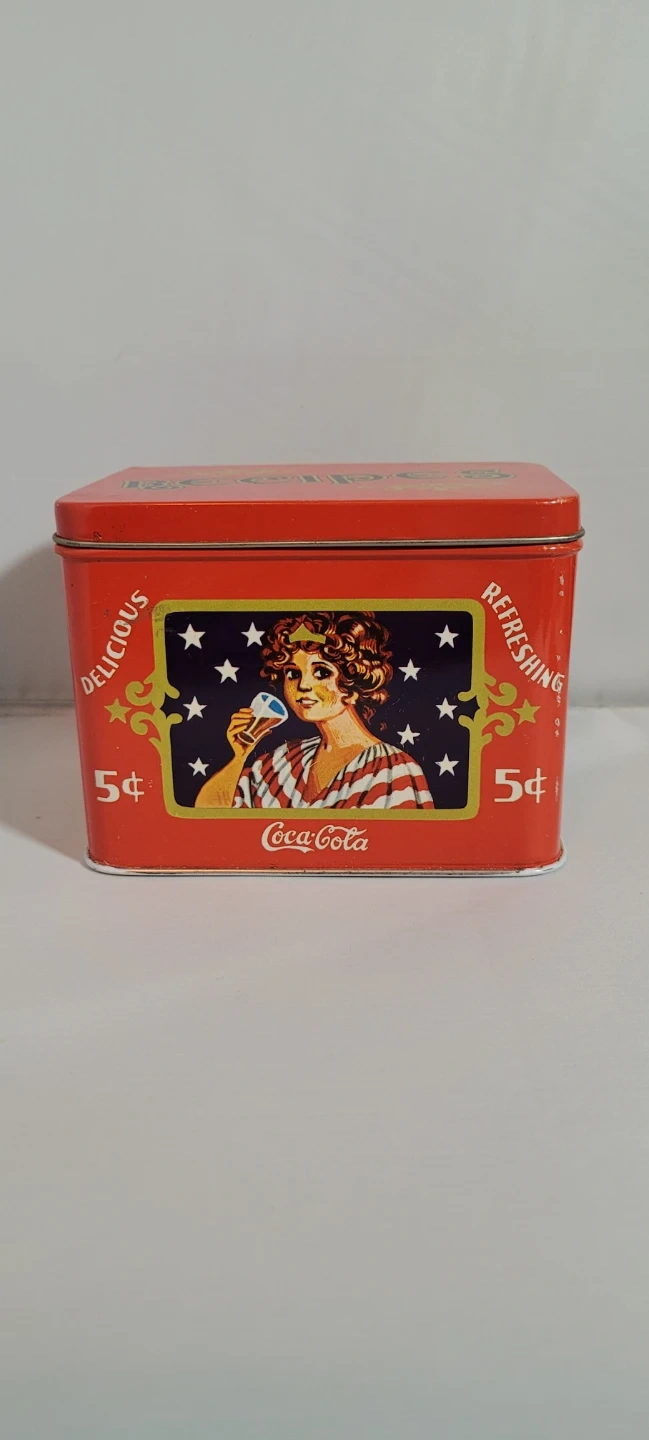 Recipes
DELICIOUS
REFRESHING
5¢
5¢
Coca-Cola